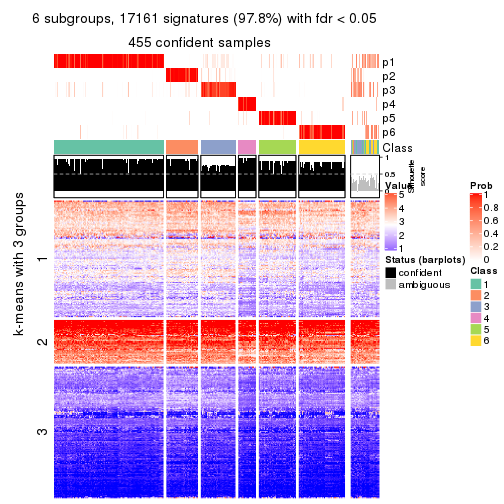 6 subgroups, 17161 signatures (97.8%) with fdr < 0.05
455 confident samples
p1
p2
p3
p4
p5
p6
Class
1
0.5
0
Silhouette
score
k-means with 3 groups
1
2
3
Value
5
4
3
2
1
Status (barplots)
confident
ambiguous
Prob
1
0.8
0.6
0.4
0.2
0
Class
1
2
3
4
5
6